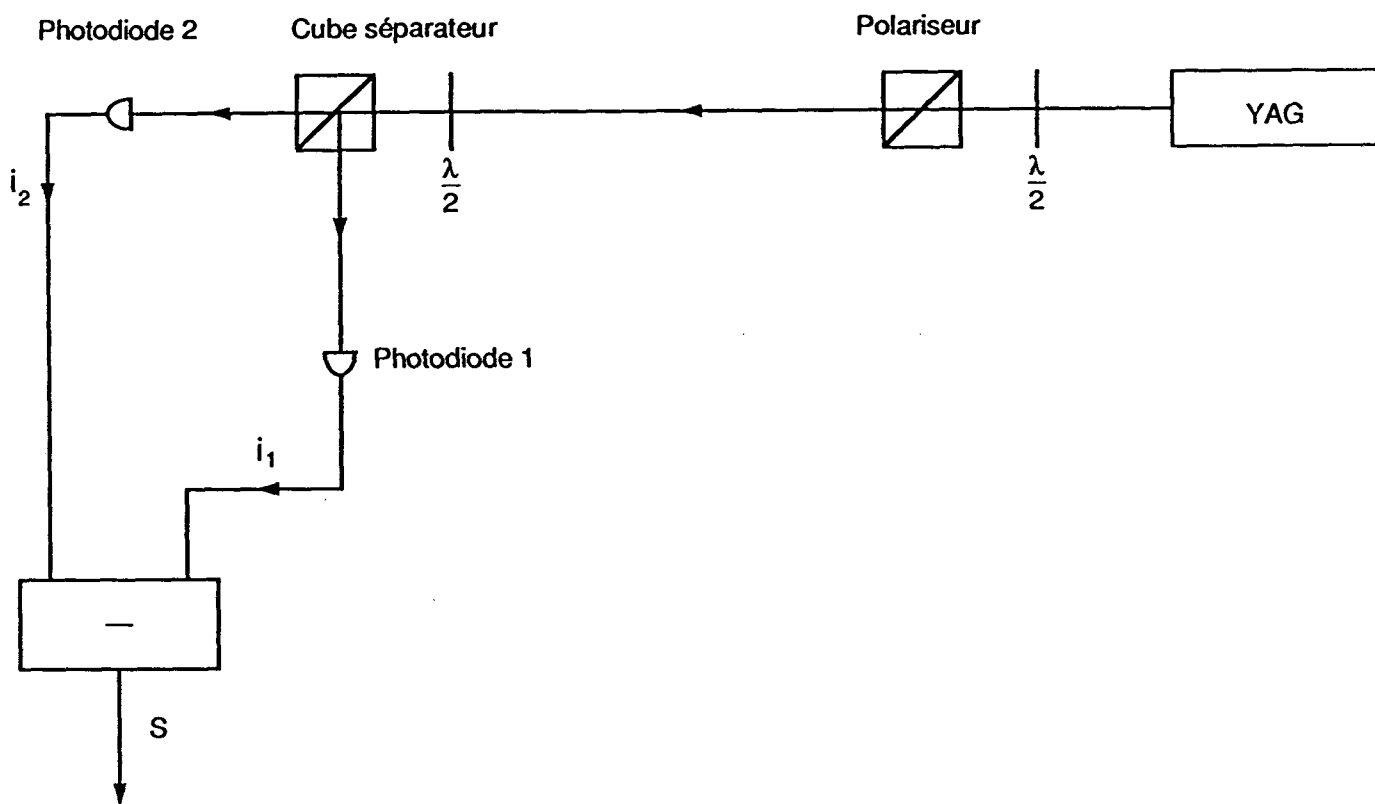 Photodiode 2
Cube séparateur
Polariseur
YAG
λ/2
λ/2
i₂
Photodiode 1
i₁
—
S